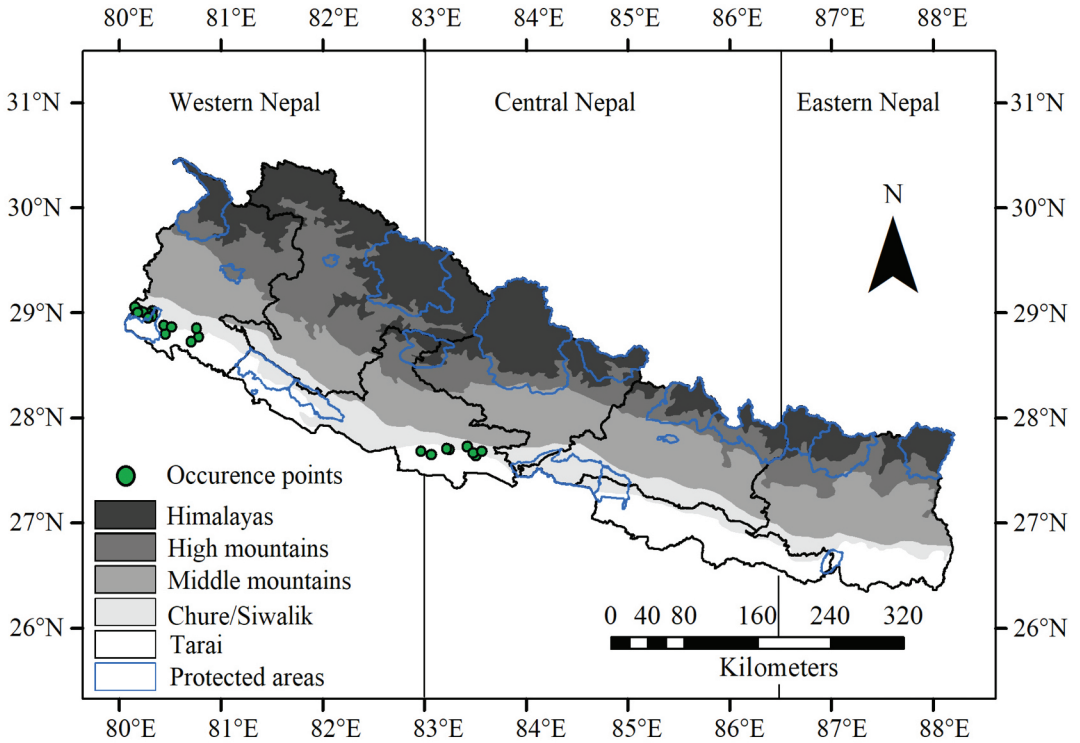 80°E 81°E 82°E 83°E 84°E 85°E 86°E 87°E 88°E
Western Nepal Central Nepal Eastern Nepal
31°N 31°N
30°N 30°N
N
29°N 29°N
28°N 28°N
27°N 27°N
26°N 26°N
Occurence points
Himalayas
High mountains
Middle mountains
Chure/Siwalik
Tarai
Protected areas
0 40 80 160 240 320
Kilometers
80°E 81°E 82°E 83°E 84°E 85°E 86°E 87°E 88°E